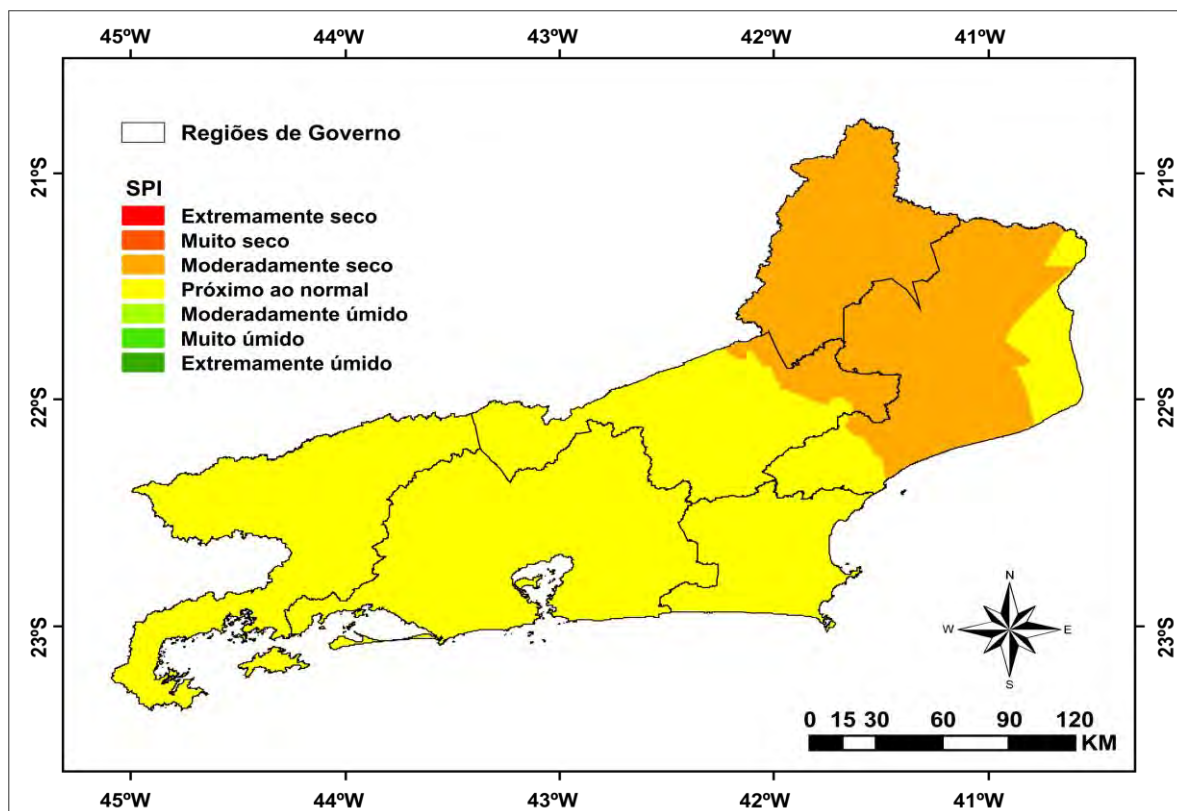 45ºW 44ºW 43ºW 42ºW 41ºW
Regiões de Governo
SPI
Extremamente seco
Muito seco
Moderadamente seco
Próximo ao normal
Moderadamente úmido
Muito úmido
Extremamente úmido
21ºS
22ºS
23ºS
21ºS
22ºS
23ºS
N
W E
S
0 15 30 60 90 120
KM
45ºW 44ºW 43ºW 42ºW 41ºW